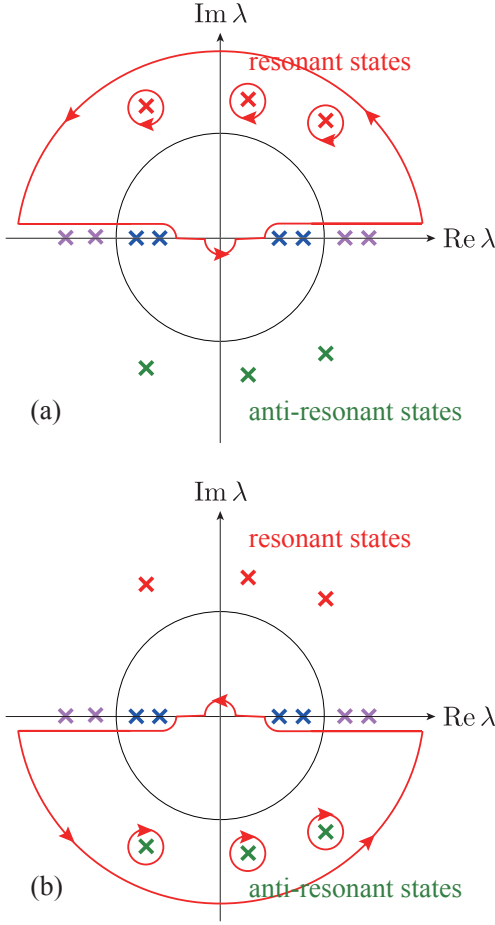 Im λ
resonant states
Re λ
(a)
anti-resonant states
Im λ
resonant states
Re λ
(b)
anti-resonant states